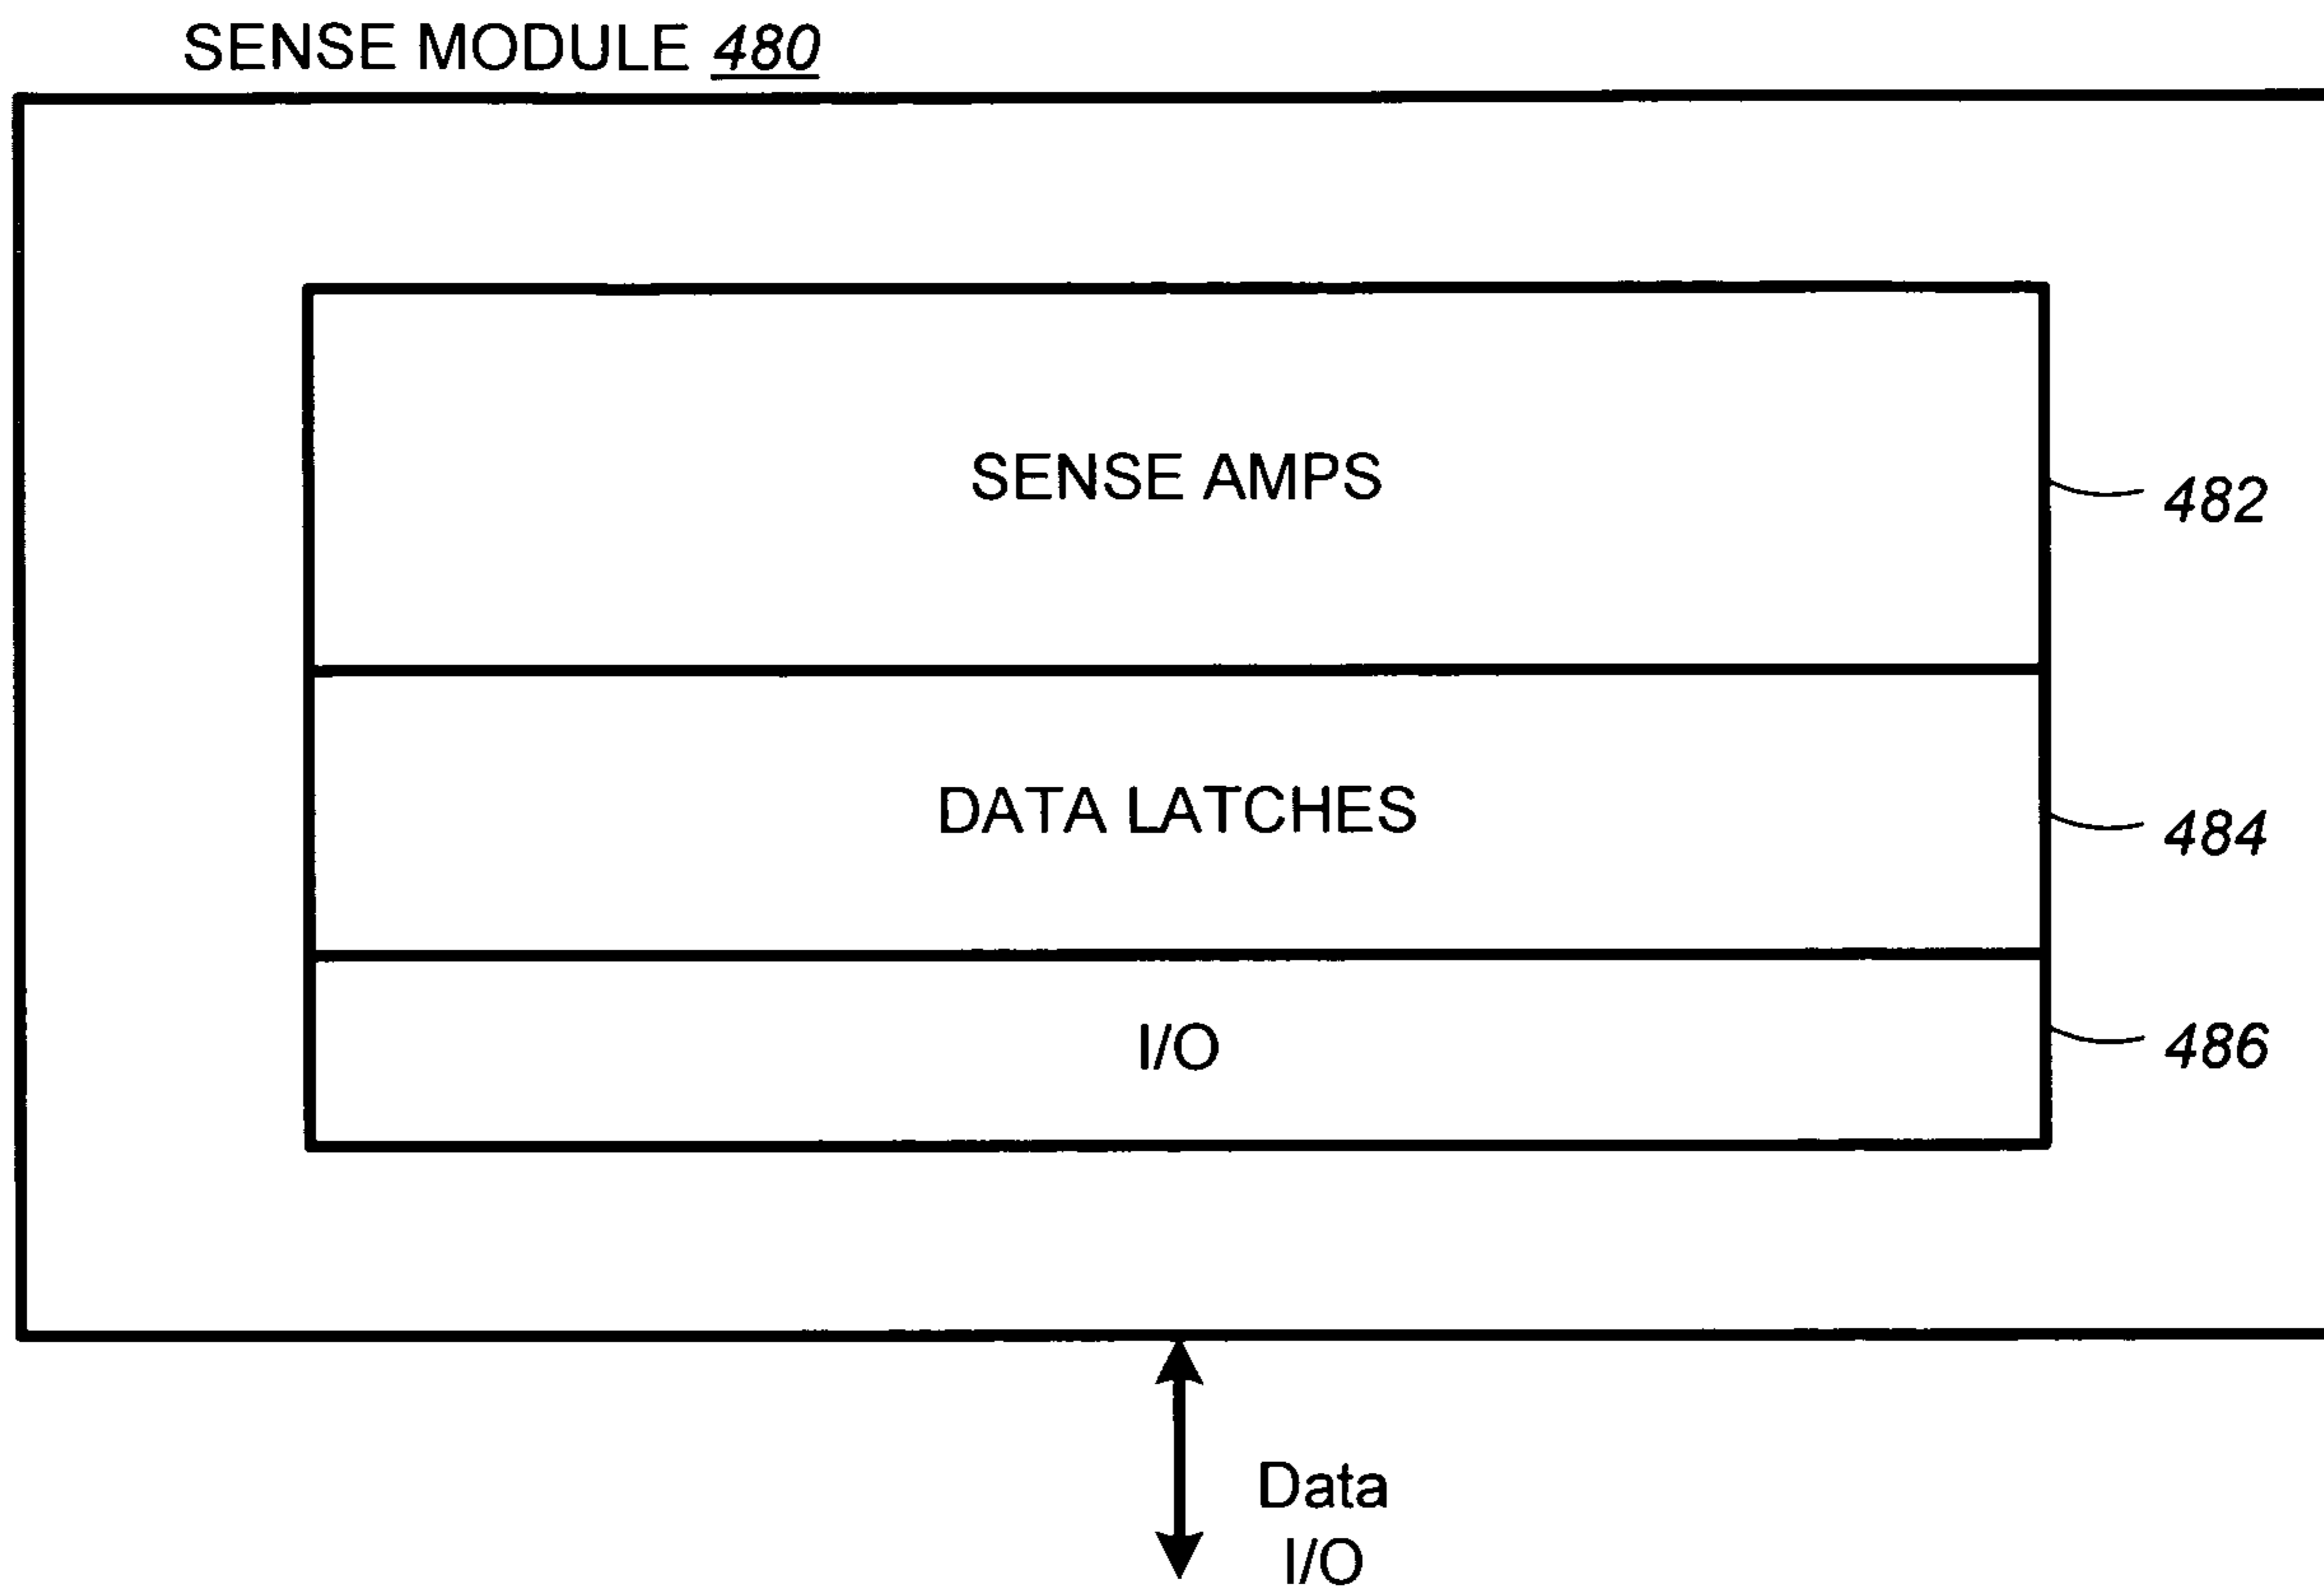 SENSE MODULE 480
SENSE AMPS
482
DATA LATCHES
484
I/O
486
Data
I/O